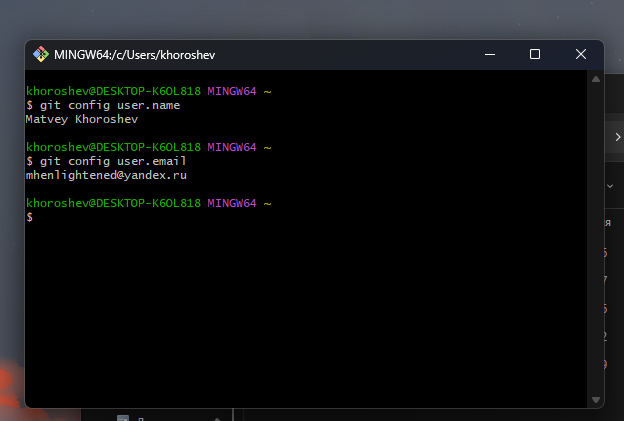 MINGW64:/c/Users/khoroshev
khoroshev@DESKTOP-K6OL818 MINGW64 ~
$ git config user.name
Matvey Khoroshev
khoroshev@DESKTOP-K6OL818 MINGW64 ~
$ git config user.email
mhenlightened@yandex.ru
khoroshev@DESKTOP-K6OL818 MINGW64 ~
$